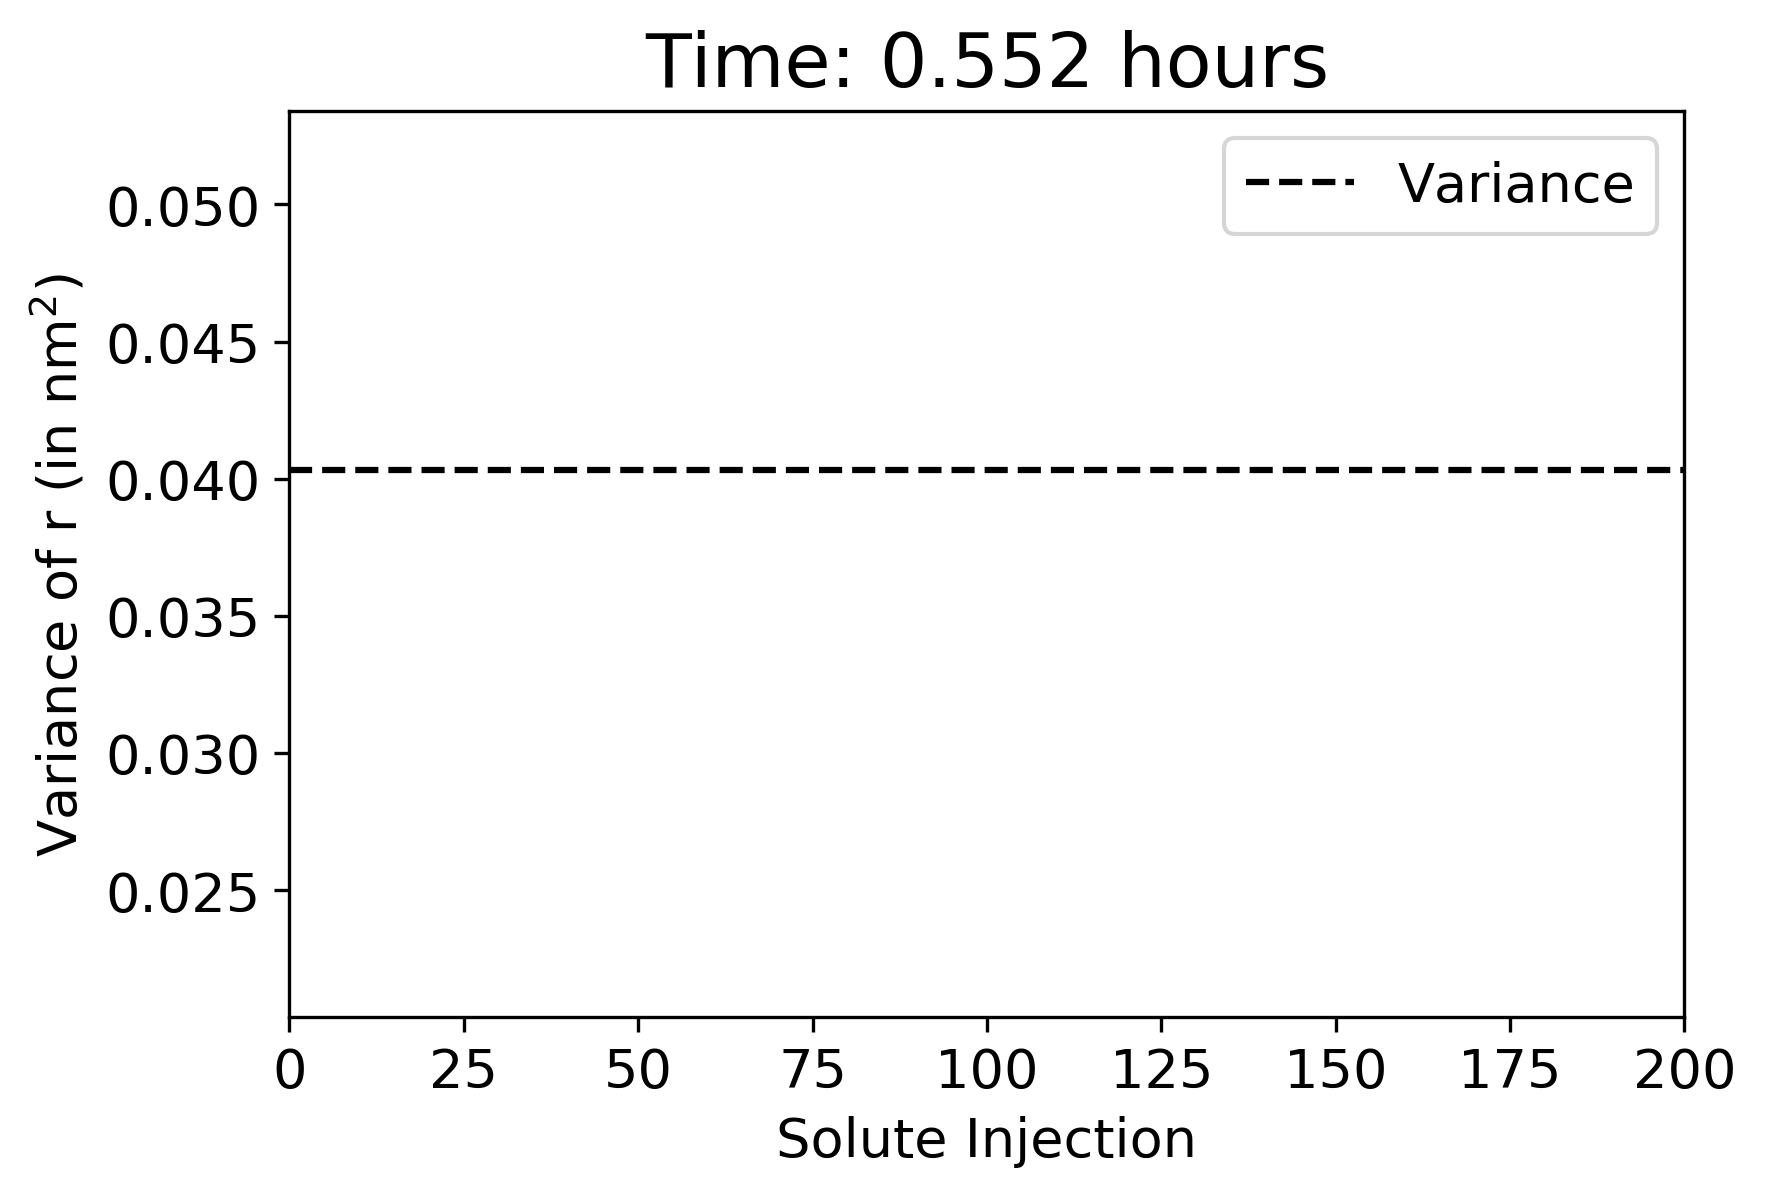 Time: 0.552 hours
Variance
Variance of r (in nm²)
0.050
0.045
0.040
0.035
0.030
0.025
0 25 50 75 100 125 150 175 200
Solute Injection